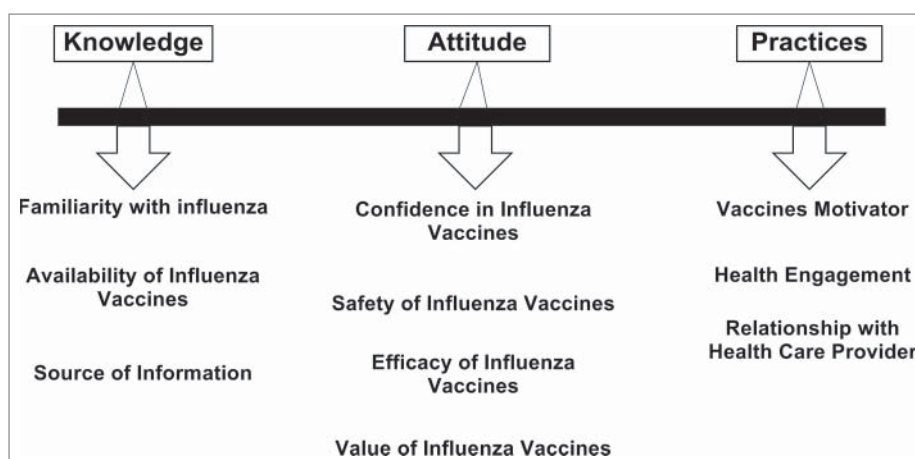 Knowledge
Attitude
Practices
Familiarity with influenza
Availability of Influenza
Vaccines
Source of Information
Confidence in Influenza
Vaccines
Safety of Influenza Vaccines
Efficacy of Influenza
Vaccines
Value of Influenza Vaccines
Vaccines Motivator
Health Engagement
Relationship with
Health Care Provider